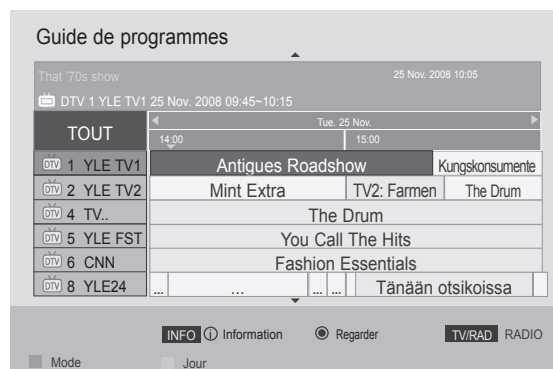 Guide de programmes
That '70s show 25 Nov. 2008 10:05
DTV 1 YLE TV1 25 Nov. 2008 09:45~10:15
TOUT
Tue. 25 Nov.
14:00 15:00
DTV 1 YLE TV1 Antigues Roadshow Kungskonsumente
DTV 2 YLE TV2 Mint Extra TV2: Farmen The Drum
DTV 4 TV.. The Drum
DTV 5 YLE FST You Call The Hits
DTV 6 CNN Fashion Essentials
DTV 8 YLE24 ... ... ... ... Tänään otsikoissa
INFO ⓘ Information ◉ Regarder TV/RAD RADIO
Mode Jour